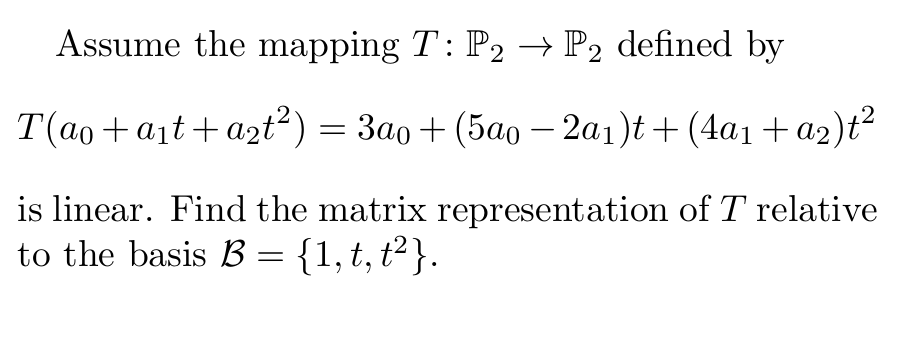 Assume the mapping T: ℙ₂ → ℙ₂ defined by
T(a₀ + a₁t + a₂t²) = 3a₀ + (5a₀ − 2a₁)t + (4a₁ + a₂)t²
is linear. Find the matrix representation of T relative
to the basis ℬ = {1, t, t²}.